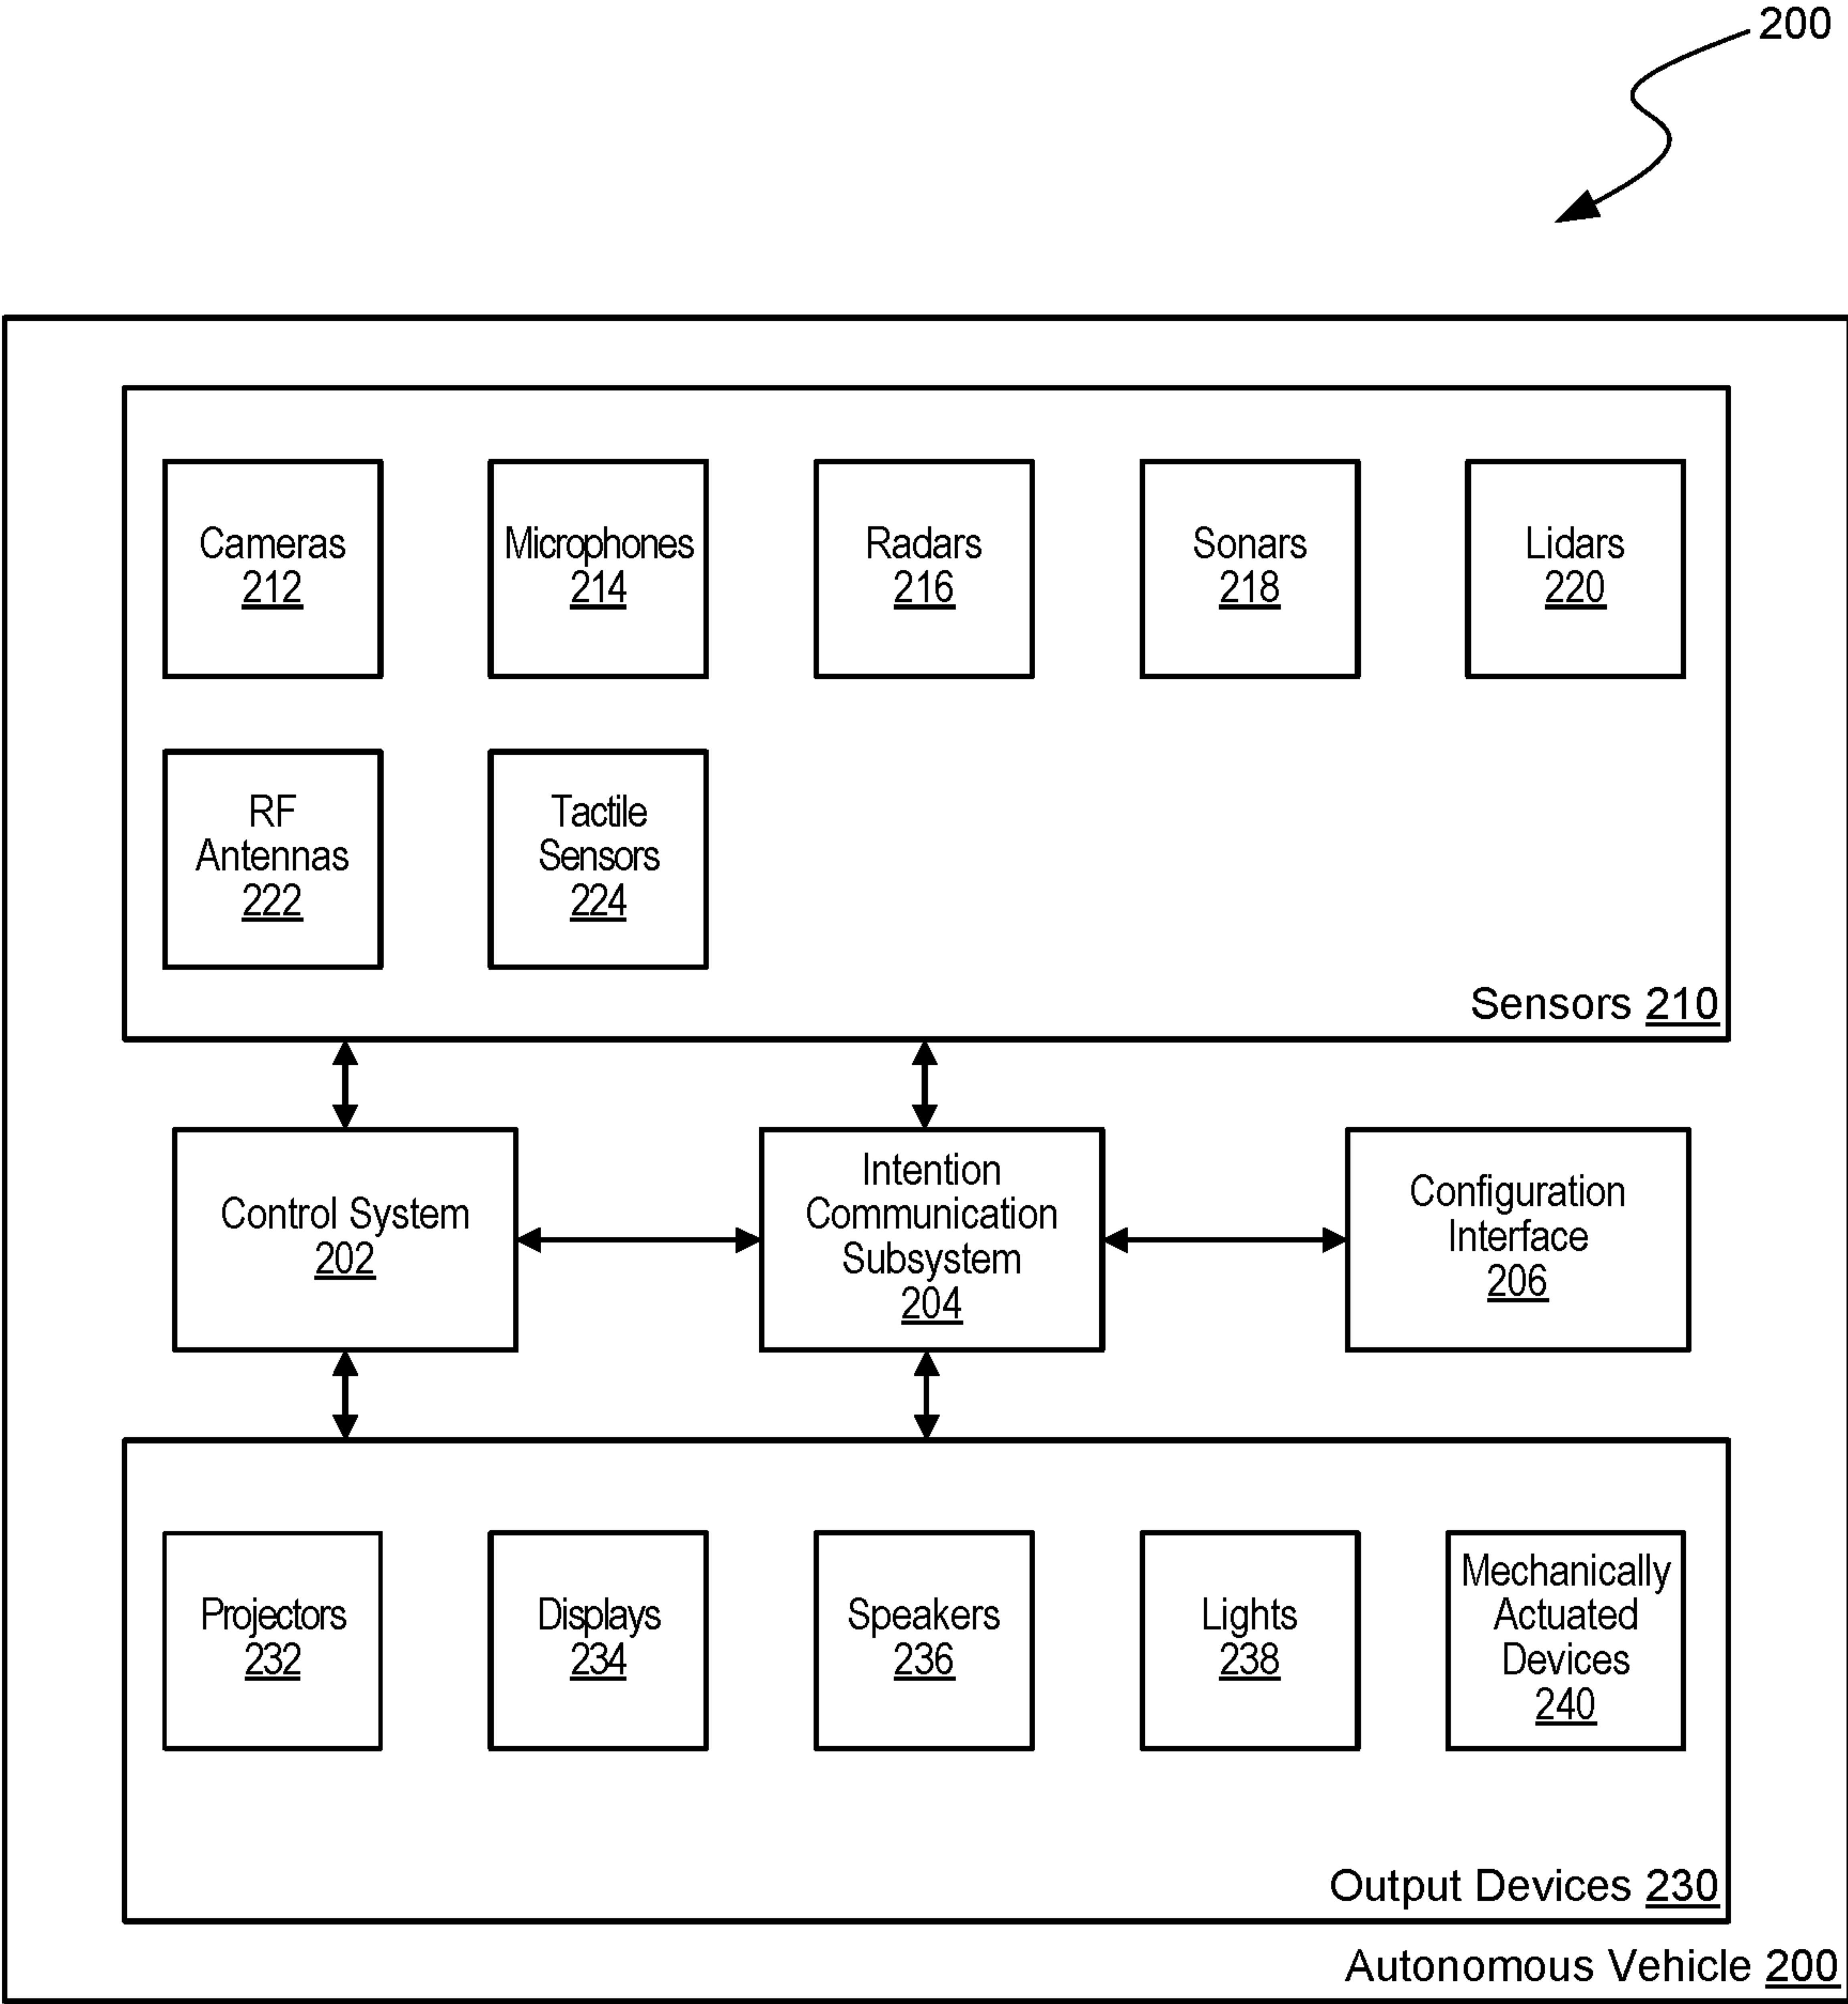 200
Cameras
212
Microphones
214
Radars
216
Sonars
218
Lidars
220
RF
Antennas
222
Tactile
Sensors
224
Sensors 210
Control System
202
Intention
Communication
Subsystem
204
Configuration
Interface
206
Projectors
232
Displays
234
Speakers
236
Lights
238
Mechanically
Actuated
Devices
240
Output Devices 230
Autonomous Vehicle 200